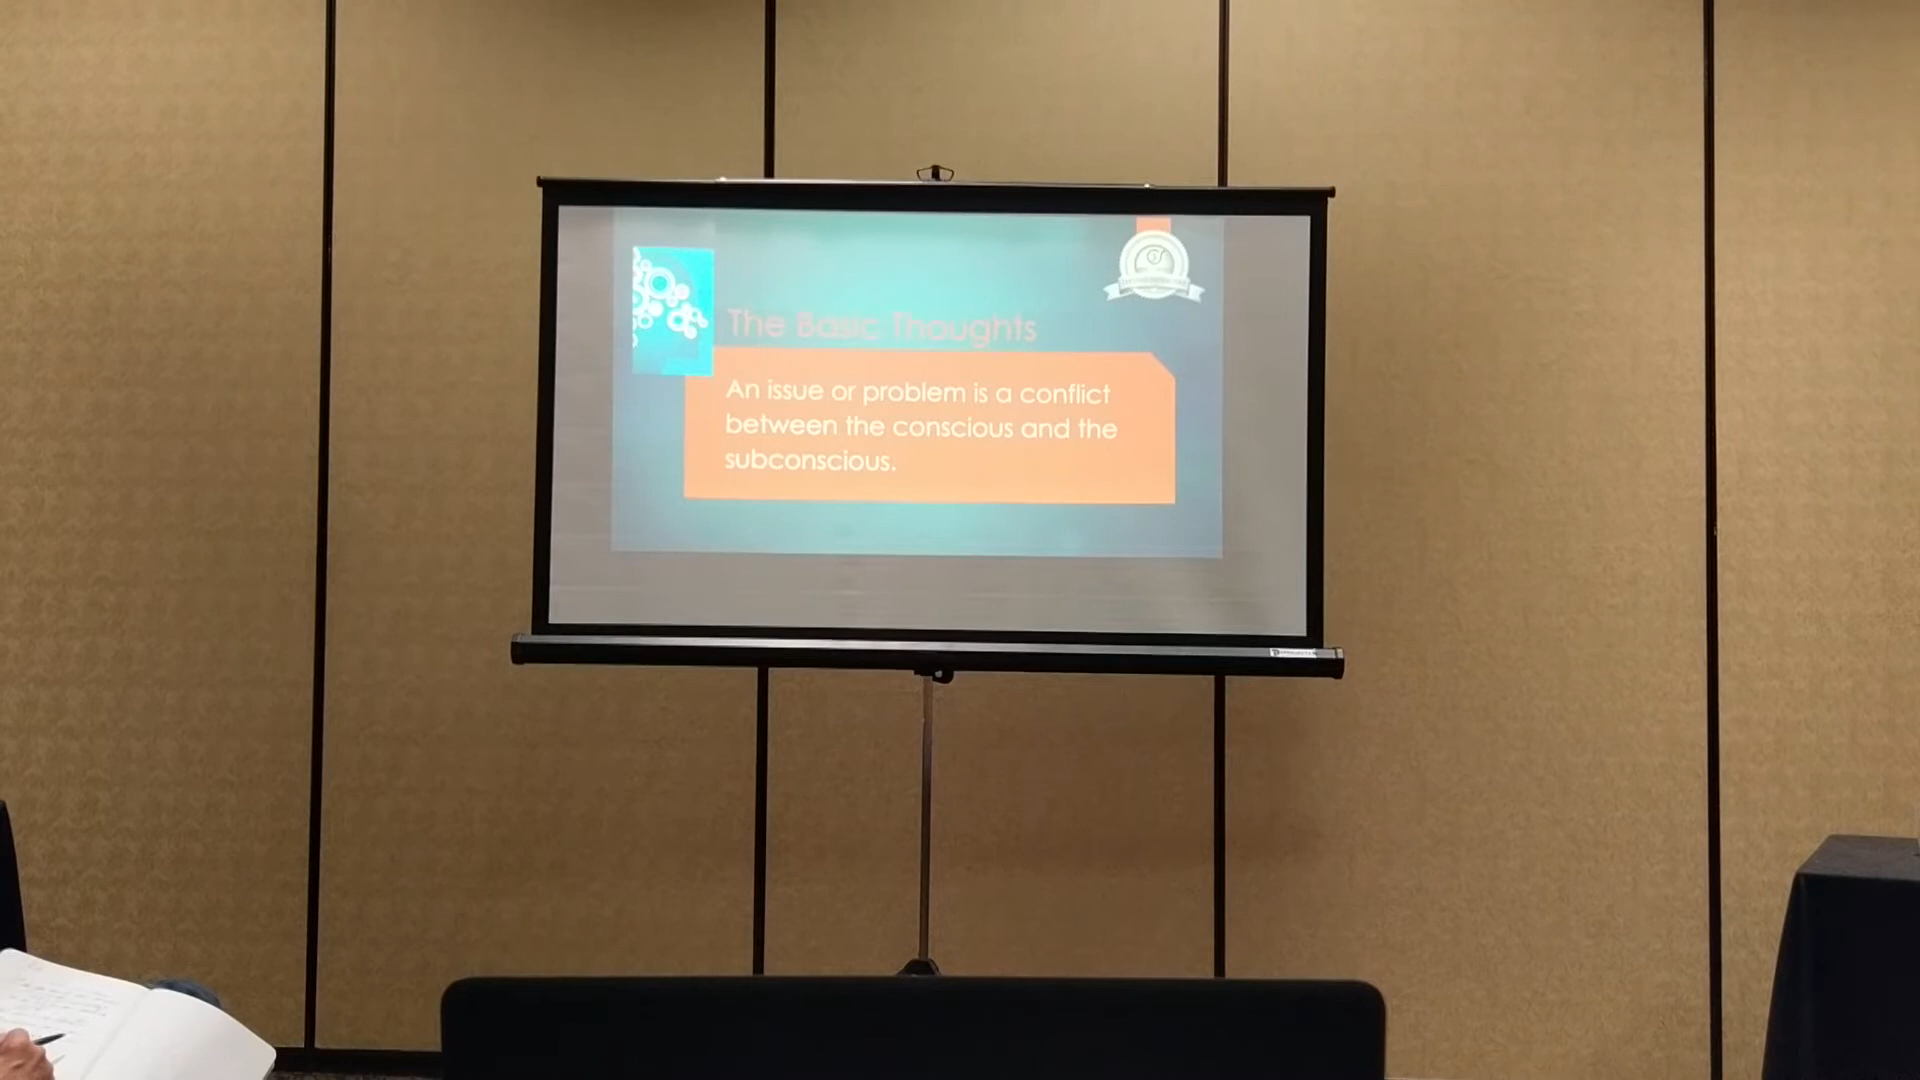 The Basic Thoughts
An issue or problem is a conflict
between the conscious and the
subconscious.